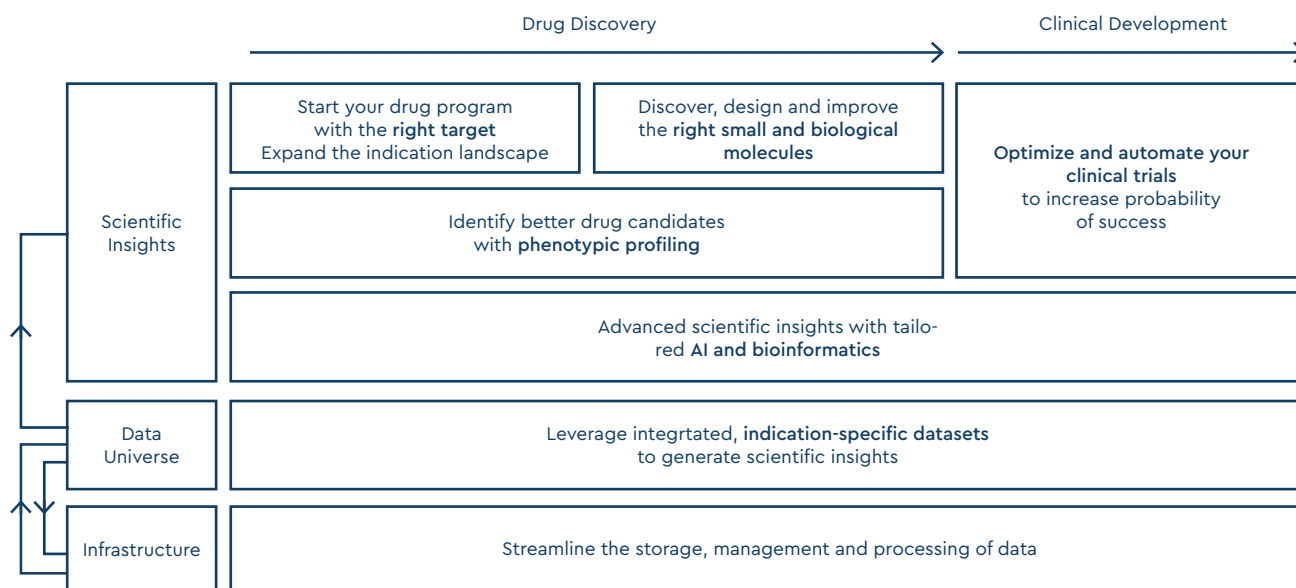 Drug Discovery
Clinical Development
Start your drug program
with the right target
Expand the indication landscape
Discover, design and improve
the right small and biological
molecules
Optimize and automate your
clinical trials
to increase probability
of success
Scientific
Insights
Identify better drug candidates
with phenotypic profiling
Advanced scientific insights with tailo-
red AI and bioinformatics
Data
Universe
Leverage integrtated, indication-specific datasets
to generate scientific insights
Infrastructure
Streamline the storage, management and processing of data